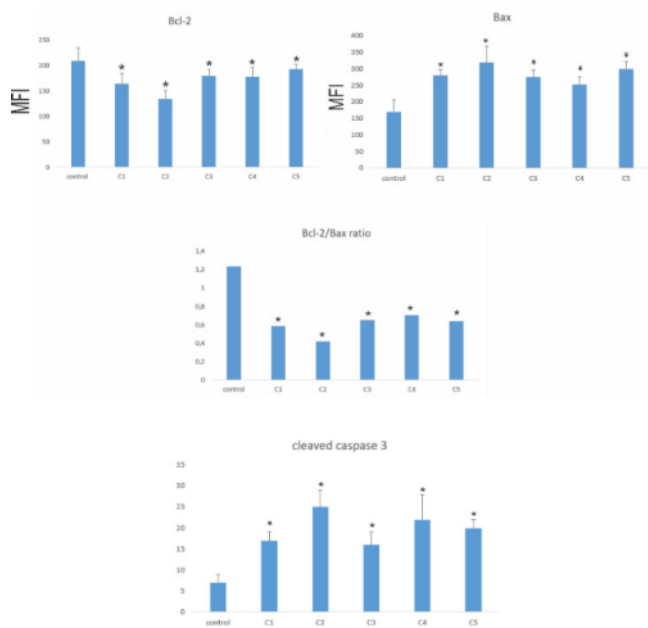 Bcl-2
MFI
250
200
150
100
50
0
* * * * *
control C1 C2 C3 C4 C5
Bax
MFI
400
350
300
250
200
150
100
50
0
* * * * *
control C1 C2 C3 C4 C5
Bcl-2/Bax ratio
1,4
1,2
1
0,8
0,6
0,4
0,2
0
* * * * *
control C1 C2 C3 C4 C5
cleaved caspase 3
35
30
25
20
15
10
5
0
* * * * *
control C1 C2 C3 C4 C5